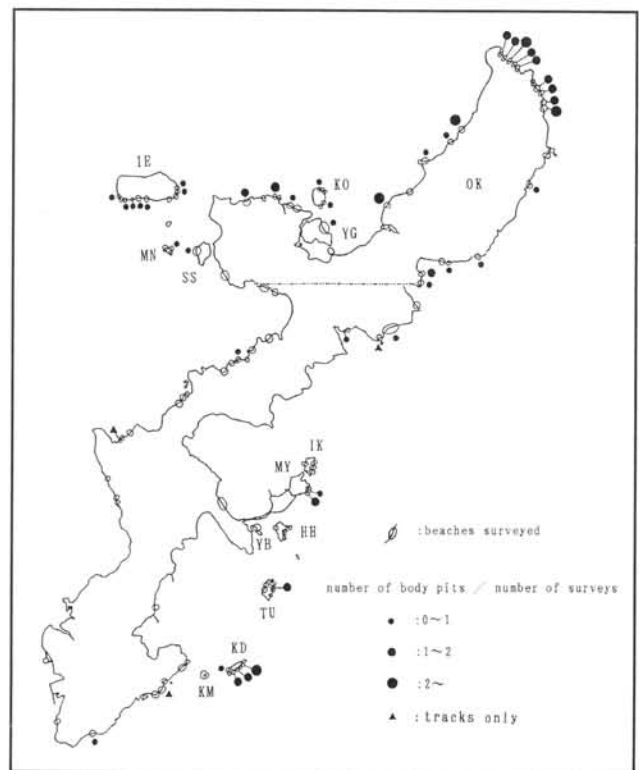 IE
KO
OK
YG
MN
SS
IK
MY
YB
HH
TU
KD
KM
:beaches surveyed
number of body pits / number of surveys
:0～1
:1～2
:2～
:tracks only